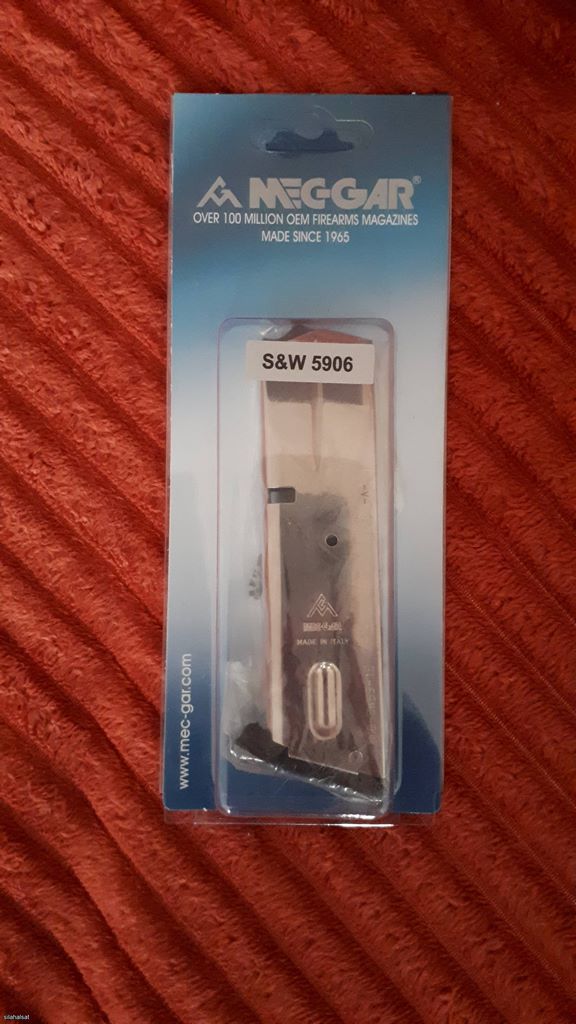 MEC-GAR®
OVER 100 MILLION OEM FIREARMS MAGAZINES
MADE SINCE 1965
S&W 5906
-A-
MADE IN ITALY
www.mec-gar.com
silahalsat